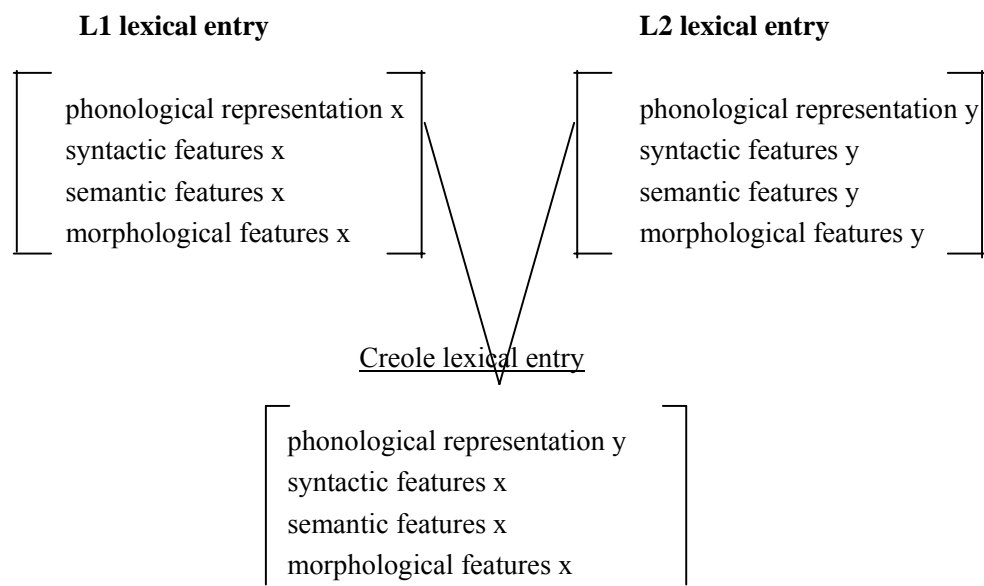 L1 lexical entry
phonological representation x
syntactic features x
semantic features x
morphological features x
L2 lexical entry
phonological representation y
syntactic features y
semantic features y
morphological features y
Creole lexical entry
phonological representation y
syntactic features x
semantic features x
morphological features x